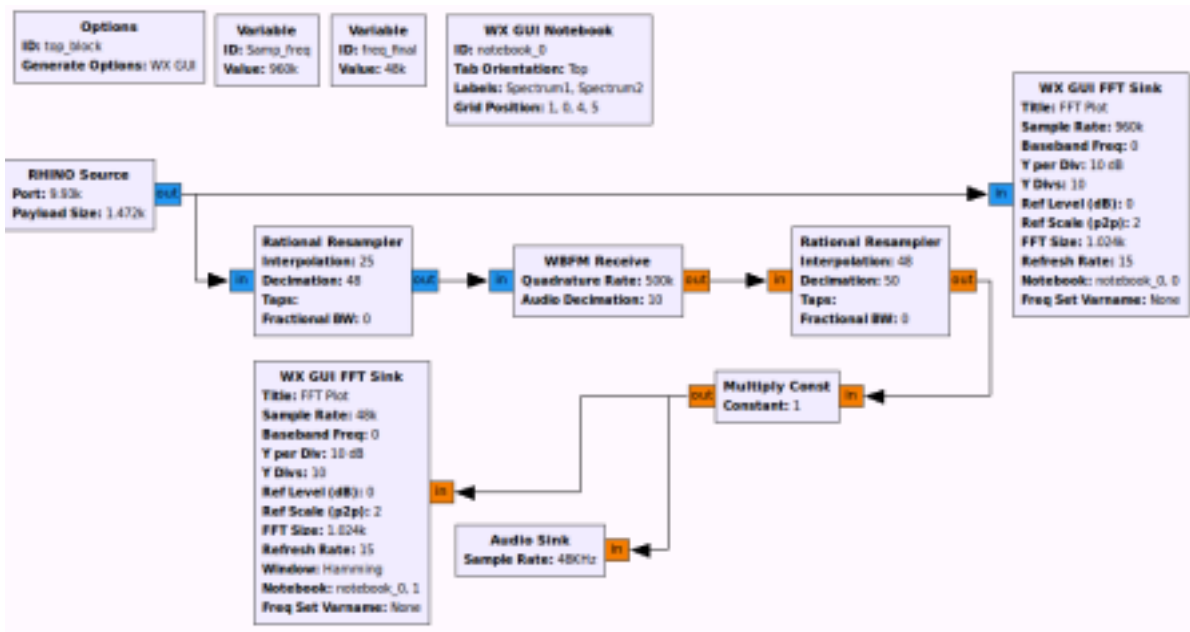 Options
ID: top_block
Generate Options: WX GUI
Variable
ID: Samp_freq
Value: 960k
Variable
ID: freq_final
Value: 48k
WX GUI Notebook
ID: notebook_0
Tab Orientation: Top
Labels: Spectrum1, Spectrum2
Grid Position: 1, 0, 4, 5
WX GUI FFT Sink
Title: FFT Plot
Sample Rate: 960k
Baseband Freq: 0
Y per Div: 10 dB
Y Divs: 10
Ref Level (dB): 0
Ref Scale (p2p): 2
FFT Size: 1.024k
Refresh Rate: 15
Notebook: notebook_0, 0
Freq Set Varname: None
in
RHINO Source
Port: 9.93k
Payload Size: 1.472k
out
in
Rational Resampler
Interpolation: 25
Decimation: 48
Taps:
Fractional BW: 0
out
in
WBFM Receive
Quadrature Rate: 500k
Audio Decimation: 10
out
in
Rational Resampler
Interpolation: 48
Decimation: 50
Taps:
Fractional BW: 0
out
out
Multiply Const
Constant: 1
in
WX GUI FFT Sink
Title: FFT Plot
Sample Rate: 48k
Baseband Freq: 0
Y per Div: 10 dB
Y Divs: 10
Ref Level (dB): 0
Ref Scale (p2p): 2
FFT Size: 1.024k
Refresh Rate: 15
Window: Hamming
Notebook: notebook_0, 1
Freq Set Varname: None
in
Audio Sink
Sample Rate: 48KHz
in